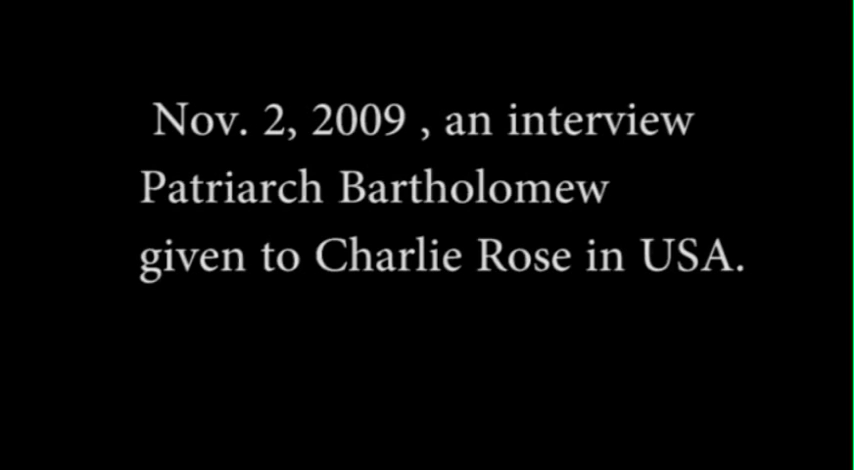 Nov. 2, 2009 , an interview
Patriarch Bartholomew
given to Charlie Rose in USA.